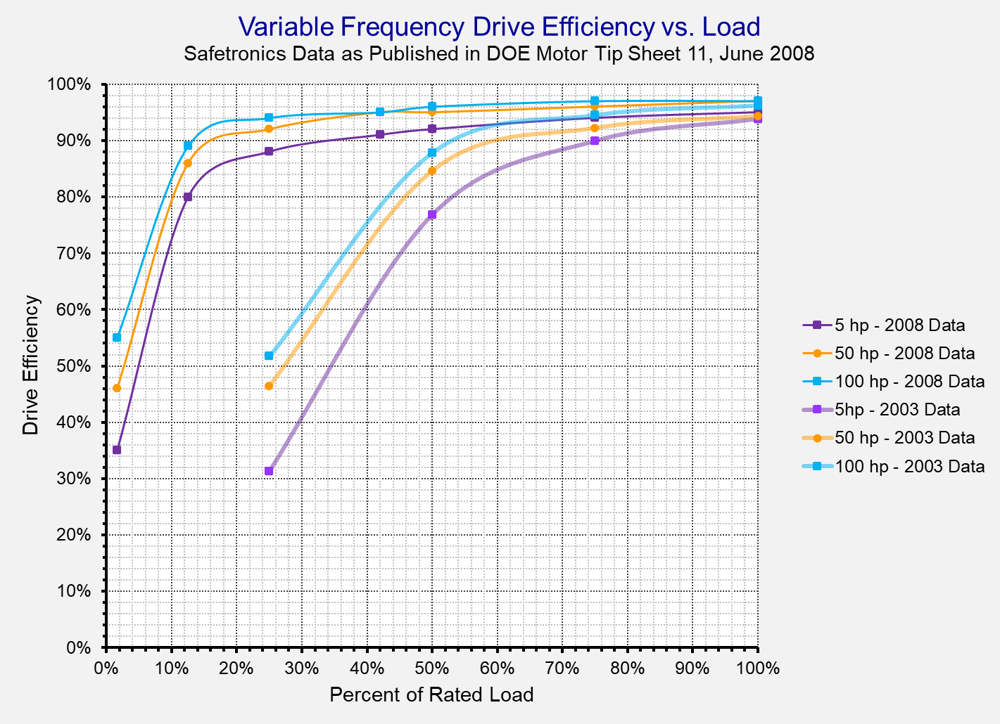 Variable Frequency Drive Efficiency vs. Load
Safetronics Data as Published in DOE Motor Tip Sheet 11, June 2008
100%
90%
80%
70%
60%
50%
40%
30%
20%
10%
0%
Drive Efficiency
0% 10% 20% 30% 40% 50% 60% 70% 80% 90% 100%
Percent of Rated Load
5 hp - 2008 Data
50 hp - 2008 Data
100 hp - 2008 Data
5hp - 2003 Data
50 hp - 2003 Data
100 hp - 2003 Data